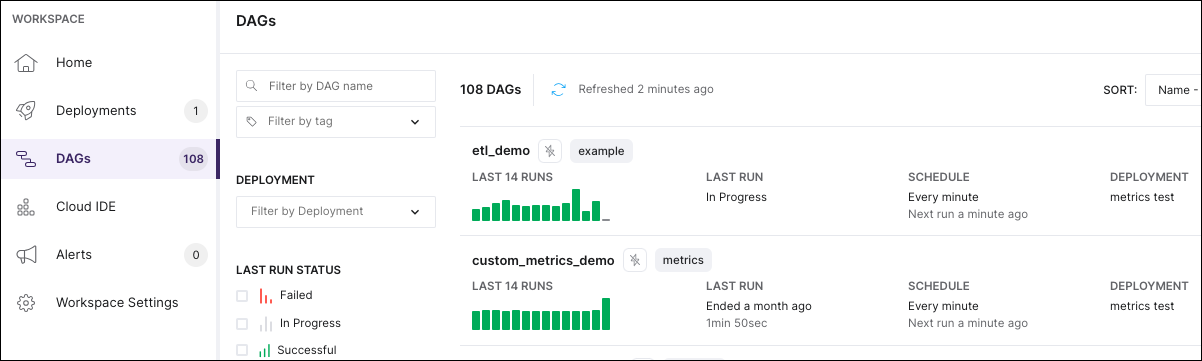 WORKSPACE
Home
Deployments 1
DAGs 108
Cloud IDE
Alerts 0
Workspace Settings
DAGs
Filter by DAG name
Filter by tag
DEPLOYMENT
Filter by Deployment
LAST RUN STATUS
Failed
In Progress
Successful
108 DAGs Refreshed 2 minutes ago SORT: Name -
etl_demo example
LAST 14 RUNS LAST RUN SCHEDULE DEPLOYMENT
In Progress Every minute metrics test
Next run a minute ago
custom_metrics_demo metrics
LAST 14 RUNS LAST RUN SCHEDULE DEPLOYMENT
Ended a month ago Every minute metrics test
1min 50sec Next run a minute ago